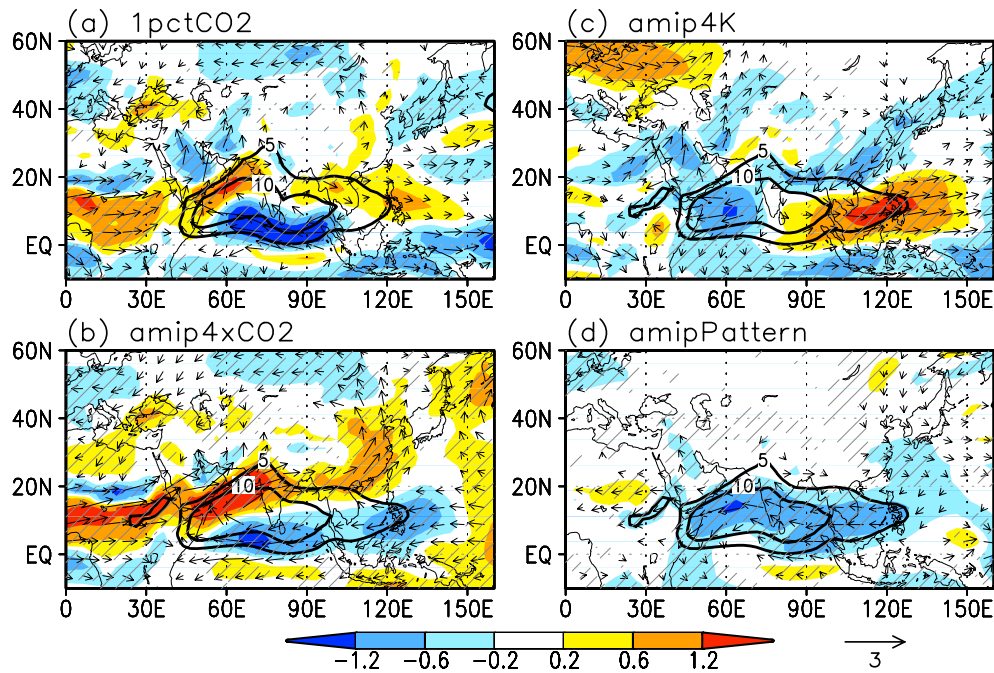 (a) 1pctCO2
(c) amip4K
60N
40N
20N
EQ
5
10
0 30E 60E 90E 120E 150E
60N
40N
20N
EQ
5
10
0 30E 60E 90E 120E 150E
(b) amip4xCO2
(d) amipPattern
60N
40N
20N
EQ
5
10
0 30E 60E 90E 120E 150E
60N
40N
20N
EQ
5
10
0 30E 60E 90E 120E 150E
-1.2 -0.6 -0.2 0.2 0.6 1.2
3